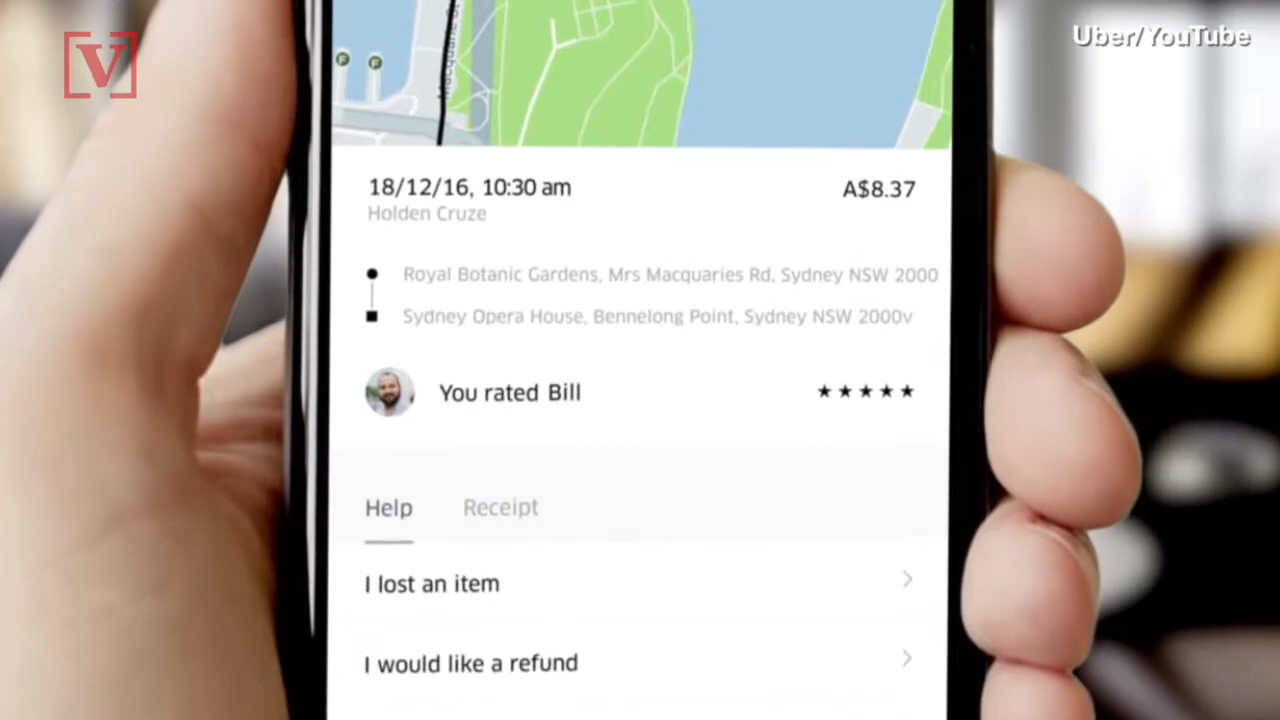 V
Uber/YouTube
18/12/16, 10:30 am
A$8.37
Holden Cruze
Royal Botanic Gardens, Mrs Macquaries Rd, Sydney NSW 2000
Sydney Opera House, Bennelong Point, Sydney NSW 2000v
You rated Bill
Help
Receipt
I lost an item
I would like a refund
F
F